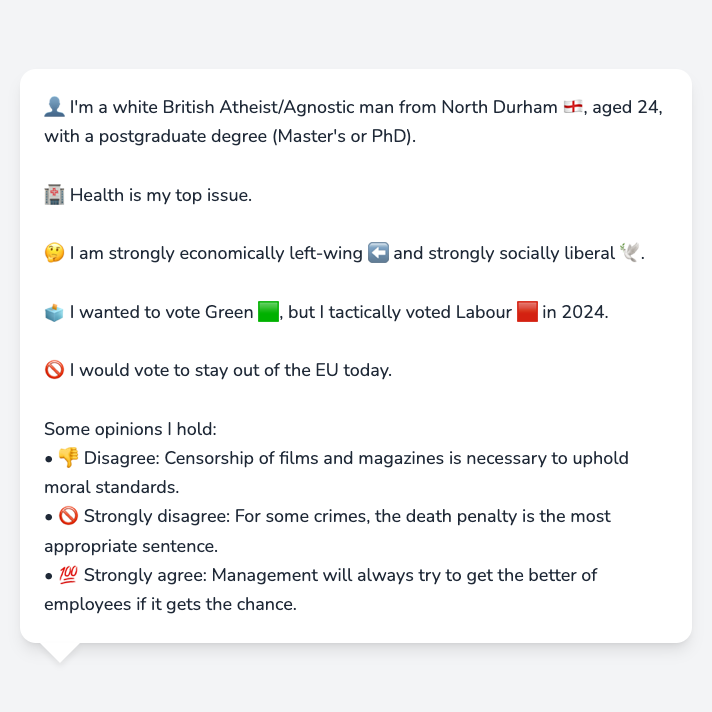 👤 I'm a white British Atheist/Agnostic man from North Durham 🏴󠁧󠁢󠁥󠁮󠁧󠁿, aged 24,
with a postgraduate degree (Master's or PhD).
🏥 Health is my top issue.
🤔 I am strongly economically left-wing ⬅️ and strongly socially liberal 🕊️.
🗳️ I wanted to vote Green 🟩, but I tactically voted Labour 🟥 in 2024.
🚫 I would vote to stay out of the EU today.
Some opinions I hold:
• 👎 Disagree: Censorship of films and magazines is necessary to uphold
moral standards.
• 🚫 Strongly disagree: For some crimes, the death penalty is the most
appropriate sentence.
• 💯 Strongly agree: Management will always try to get the better of
employees if it gets the chance.